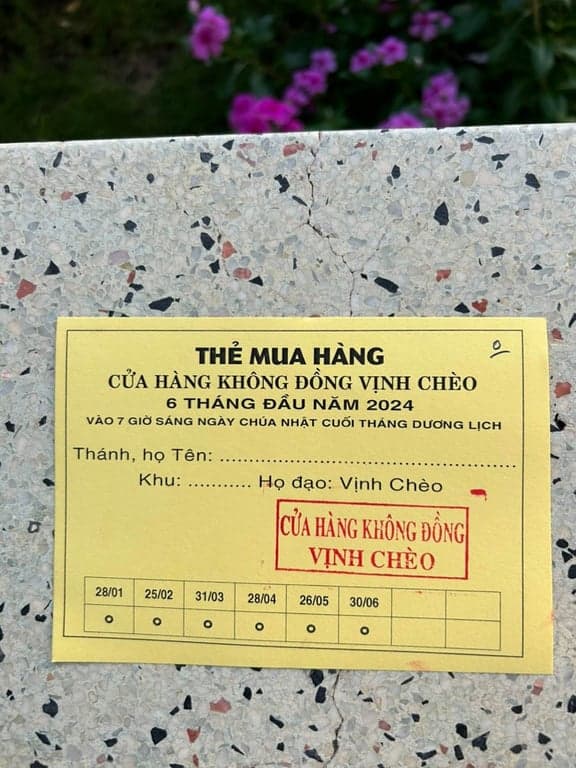 THẺ MUA HÀNG
CỬA HÀNG KHÔNG ĐỒNG VỊNH CHÈO
6 THÁNG ĐẦU NĂM 2024
VÀO 7 GIỜ SÁNG NGÀY CHÚA NHẬT CUỐI THÁNG DƯƠNG LỊCH
Thánh, họ Tên: ......................................................
Khu: ........... Họ đạo: Vịnh Chèo
CỬA HÀNG KHÔNG ĐỒNG
VỊNH CHÈO
28/01 25/02 31/03 28/04 26/05 30/06